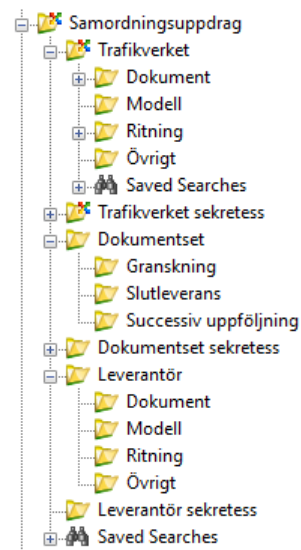 Samordningsuppdrag
Trafikverket
Dokument
Modell
Ritning
Övrigt
Saved Searches
Trafikverket sekretess
Dokumentset
Granskning
Slutleverans
Successiv uppföljning
Dokumentset sekretess
Leverantör
Dokument
Modell
Ritning
Övrigt
Leverantör sekretess
Saved Searches